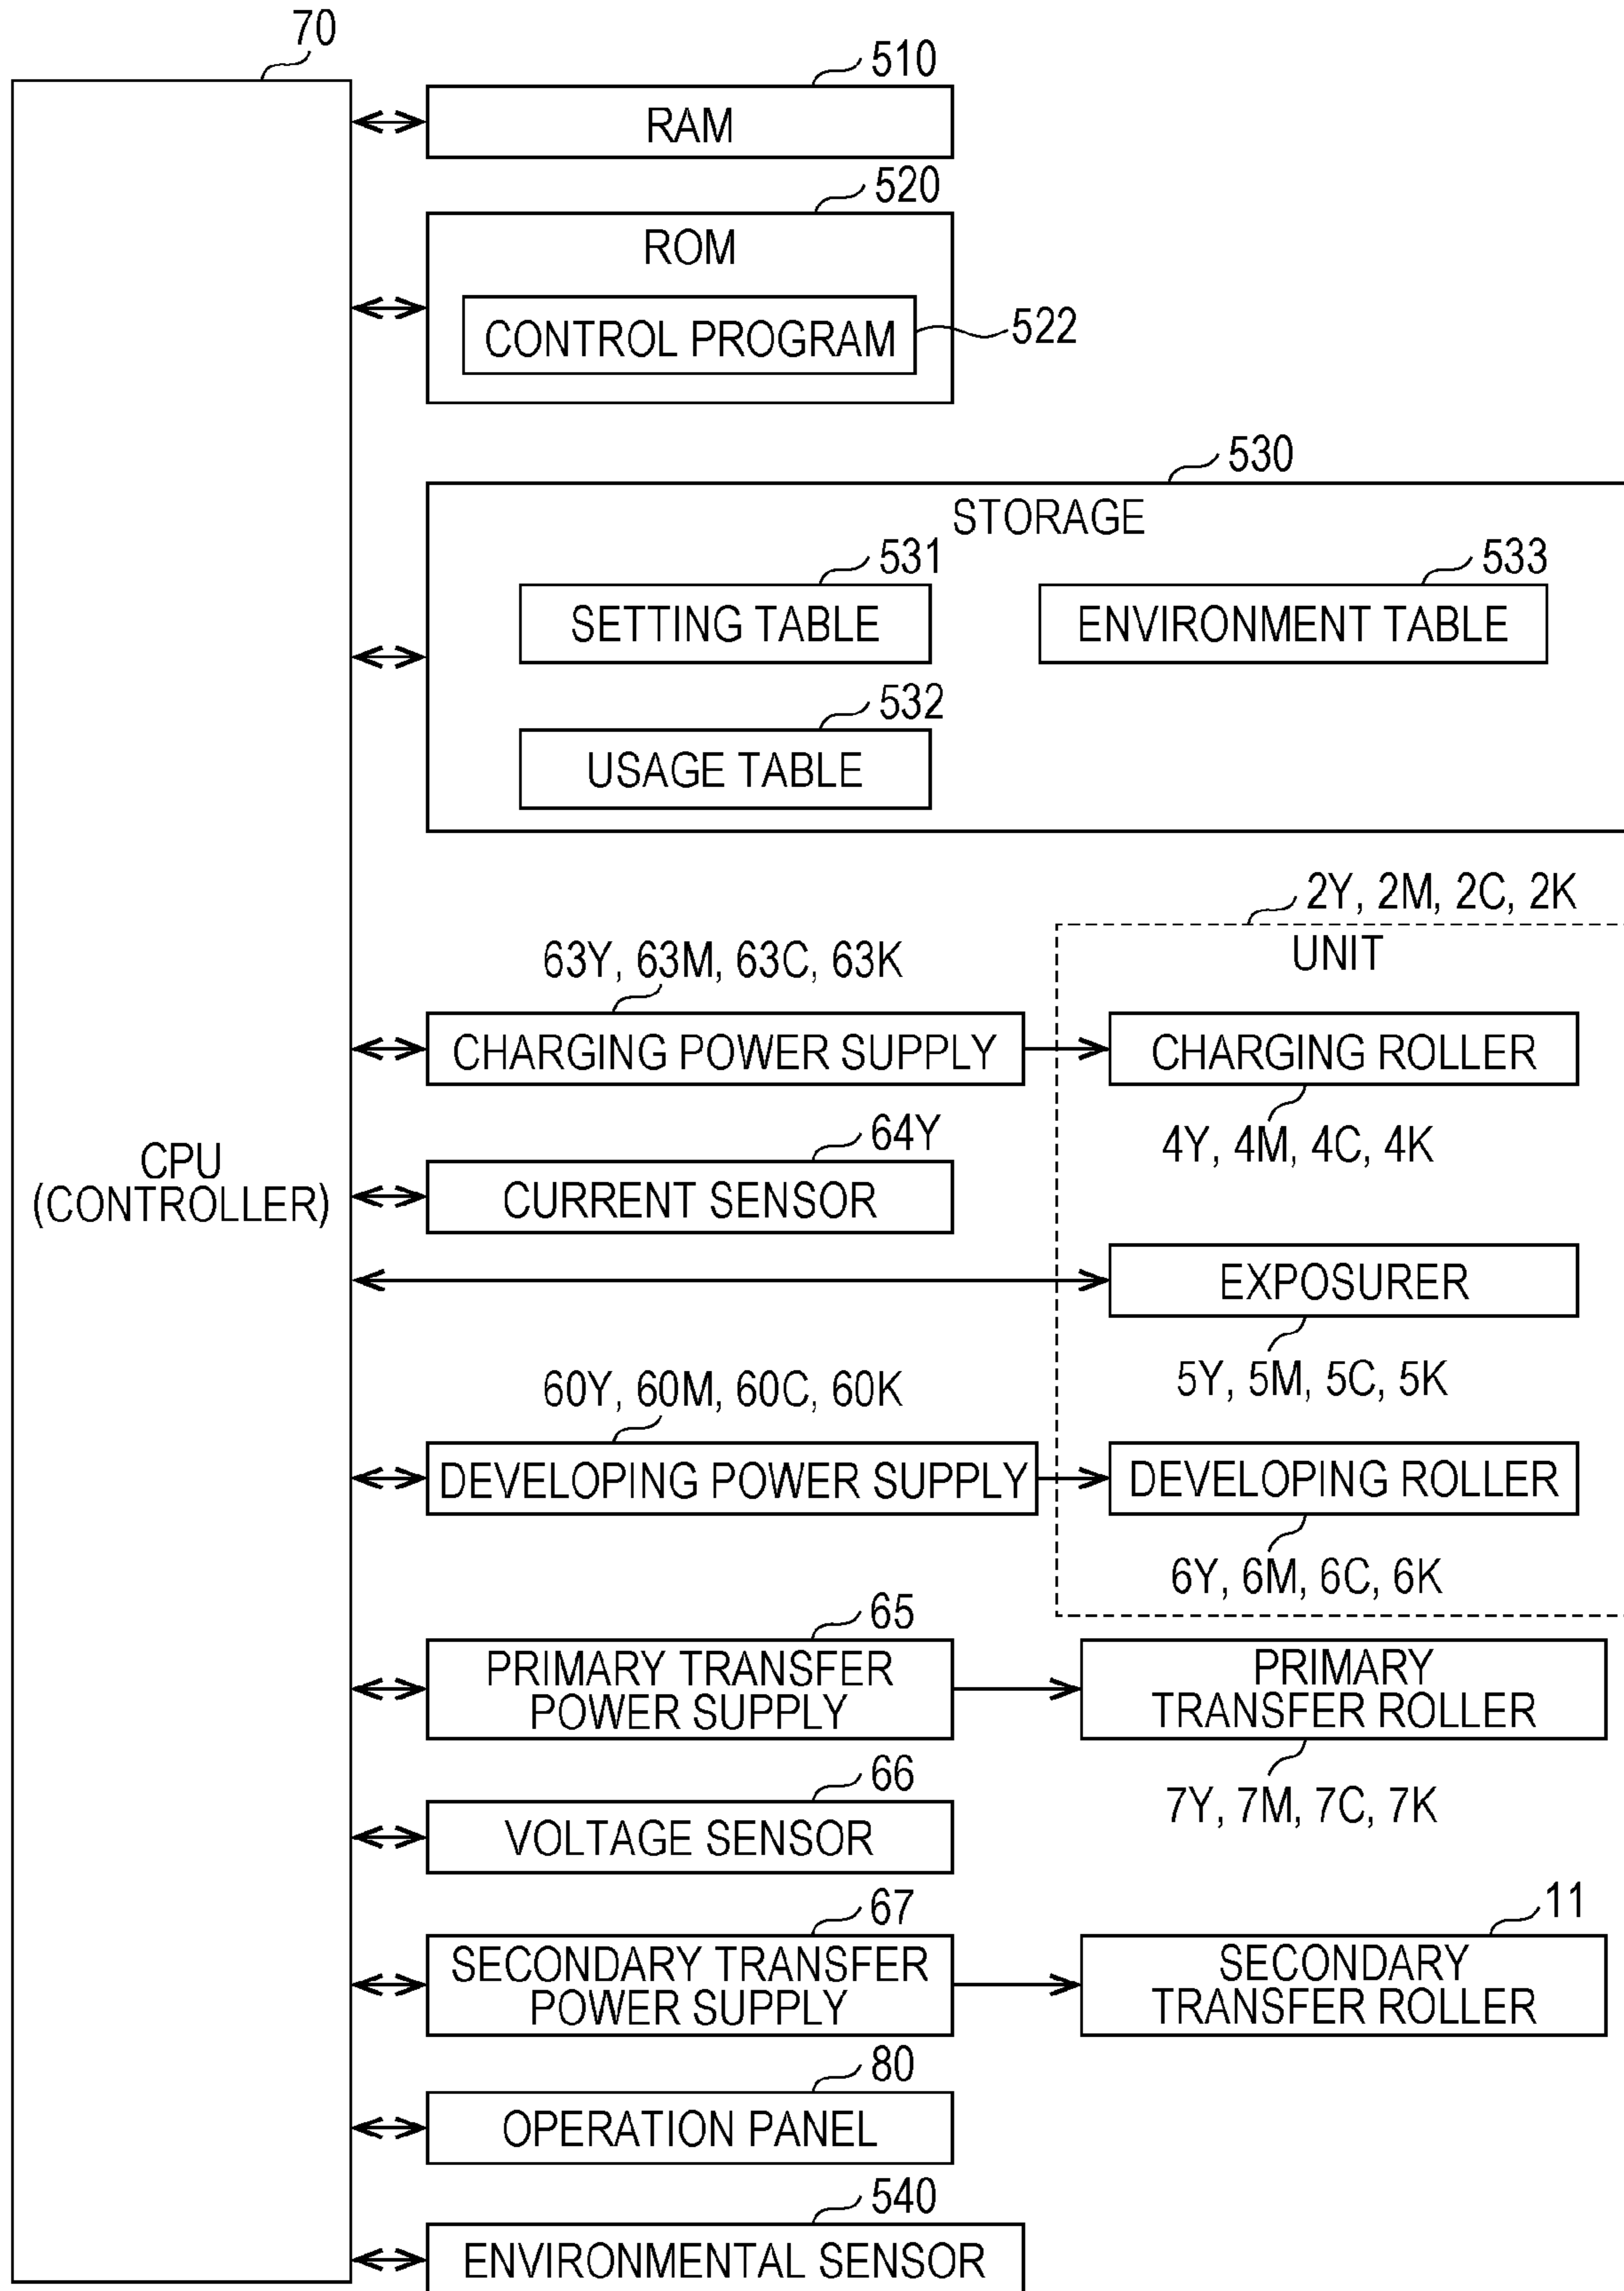 70
510
RAM
520
ROM
CONTROL PROGRAM
522
530
STORAGE
531
533
SETTING TABLE
ENVIRONMENT TABLE
532
USAGE TABLE
2Y, 2M, 2C, 2K
UNIT
63Y, 63M, 63C, 63K
CHARGING POWER SUPPLY
CHARGING ROLLER
4Y, 4M, 4C, 4K
64Y
CPU
(CONTROLLER)
CURRENT SENSOR
EXPOSURER
5Y, 5M, 5C, 5K
60Y, 60M, 60C, 60K
DEVELOPING POWER SUPPLY
DEVELOPING ROLLER
6Y, 6M, 6C, 6K
65
PRIMARY TRANSFER
POWER SUPPLY
PRIMARY
TRANSFER ROLLER
7Y, 7M, 7C, 7K
66
VOLTAGE SENSOR
67
11
SECONDARY TRANSFER
POWER SUPPLY
SECONDARY
TRANSFER ROLLER
80
OPERATION PANEL
540
ENVIRONMENTAL SENSOR